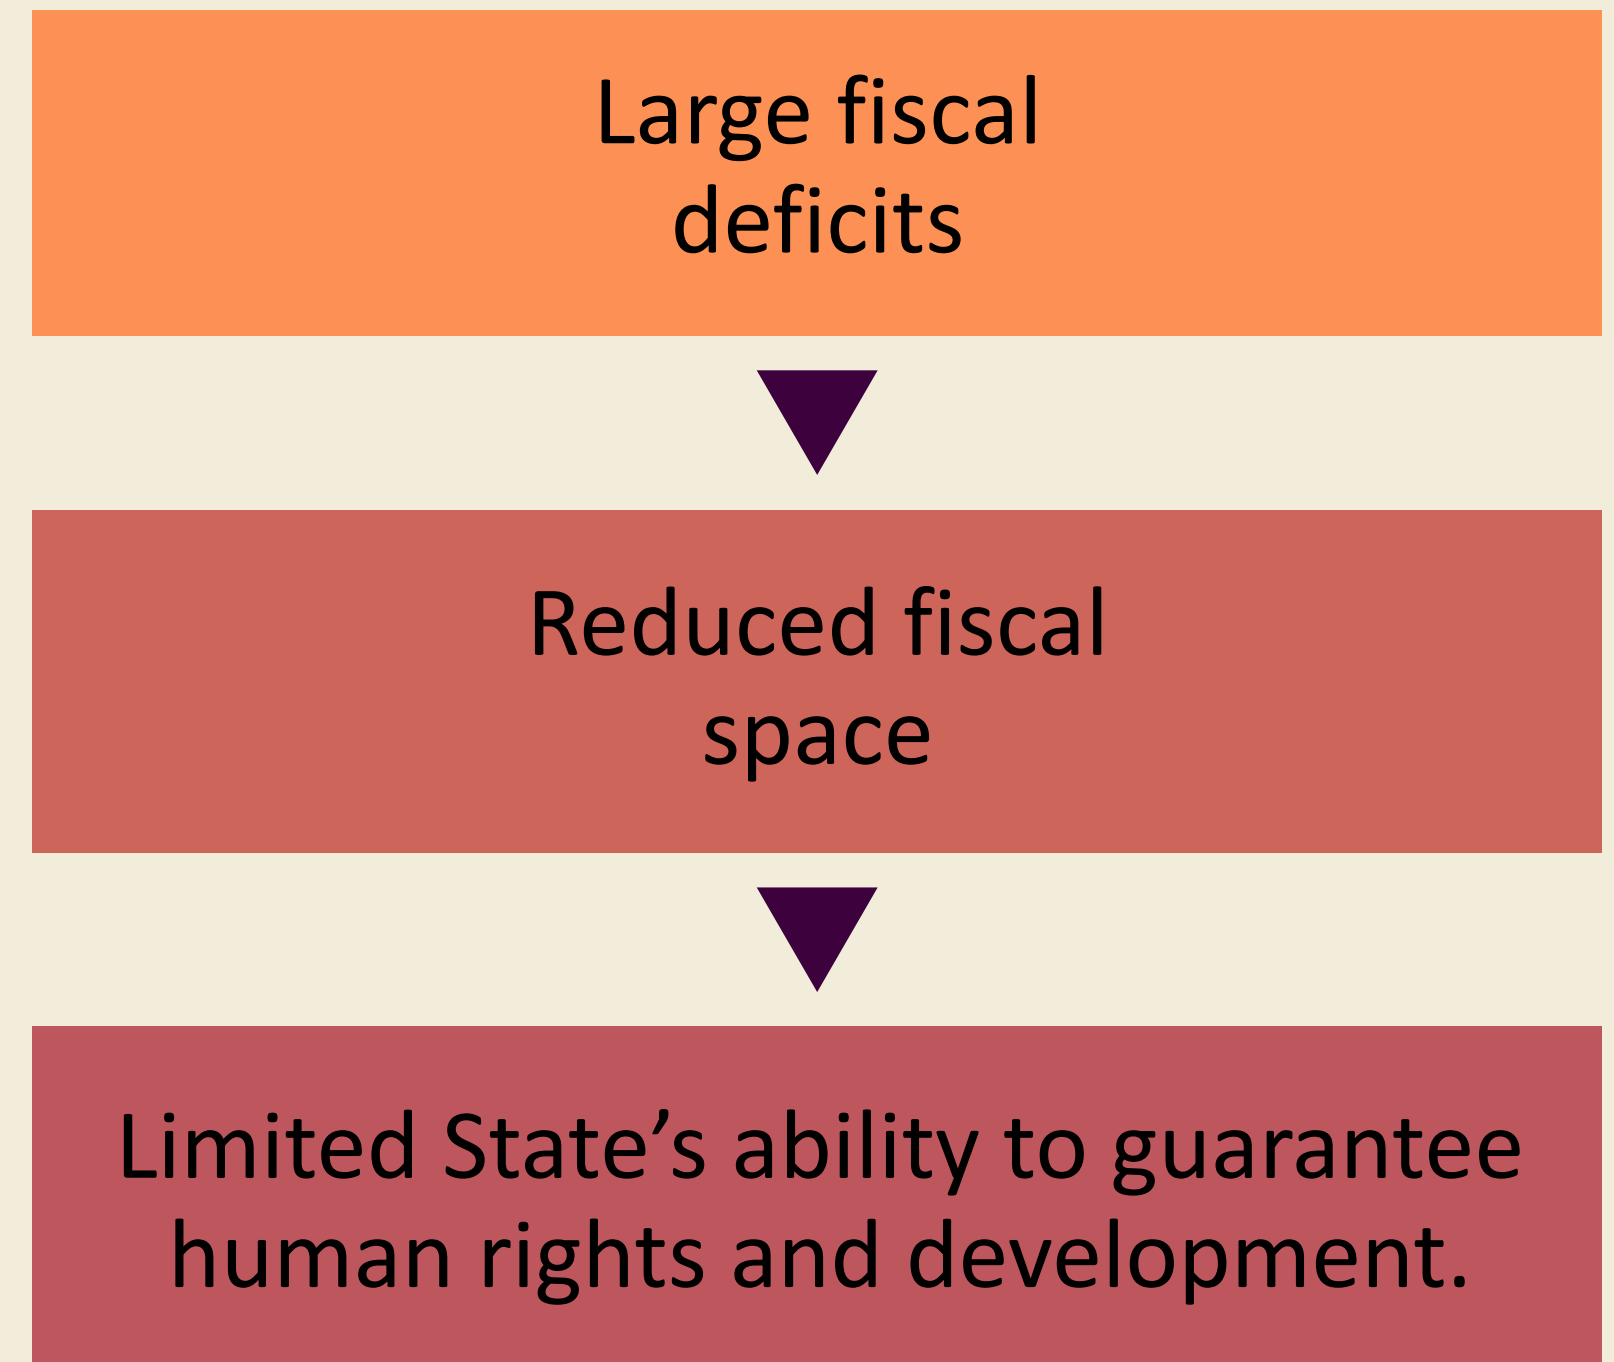 Large fiscal
deficits
Reduced fiscal
space
Limited State’s ability to guarantee
human rights and development.